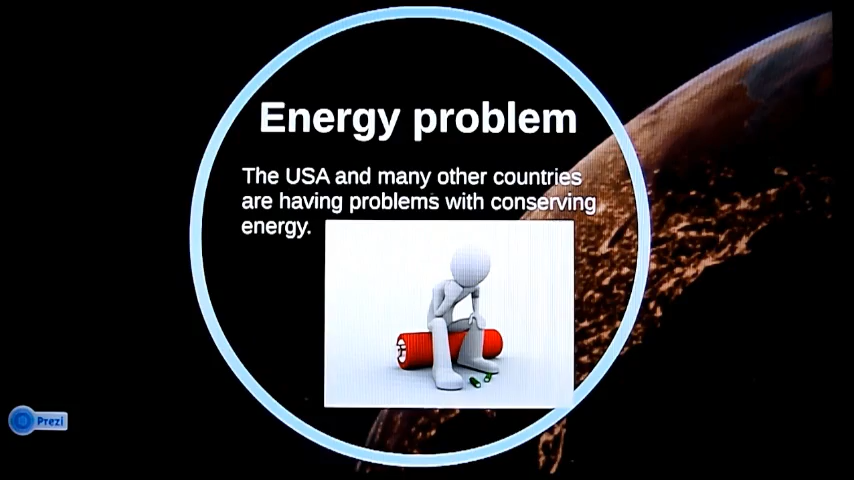 Energy problem
The USA and many other countries
are having problems with conserving
energy.
Prezi